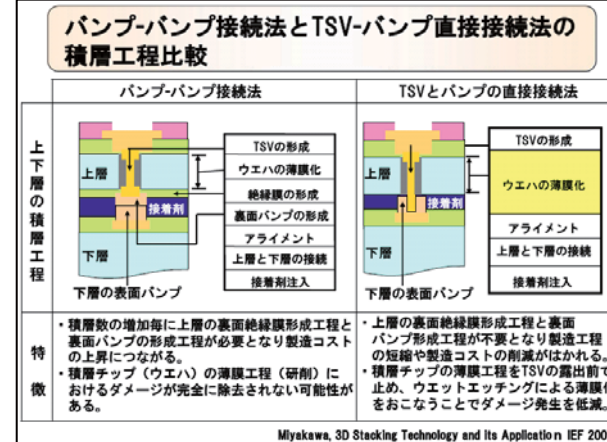 バンプ-バンプ接続法とTSV-バンプ直接接続法の
積層工程比較
バンプ-バンプ接続法
TSVとバンプの直接接続法
上下層の積層工程
上層
接着剤
下層
下層の表面バンプ
TSVの形成
ウエハの薄膜化
絶縁膜の形成
裏面バンプの形成
アライメント
上層と下層の接続
接着剤注入
上層
接着剤
下層
下層の表面バンプ
TSVの形成
ウエハの薄膜化
アライメント
上層と下層の接続
接着剤注入
特徴
・積層数の増加毎に上層の裏面絶縁膜形成工程と
裏面バンプの形成工程が必要となり製造コスト
の上昇につながる。
・積層チップ（ウエハ）の薄膜工程（研削）に
おけるダメージが完全に除去されない可能性が
ある。
・上層の裏面絶縁膜形成工程と裏面
バンプ形成工程が不要となり製造工程
の短縮や製造コストの削減がはかれる。
・積層チップの薄膜工程をTSVの露出前で
止め、ウエットエッチングによる薄膜化
をおこなうことでダメージ発生を低減。
Miyakawa, 3D Stacking Technology and Its Application IEF 200